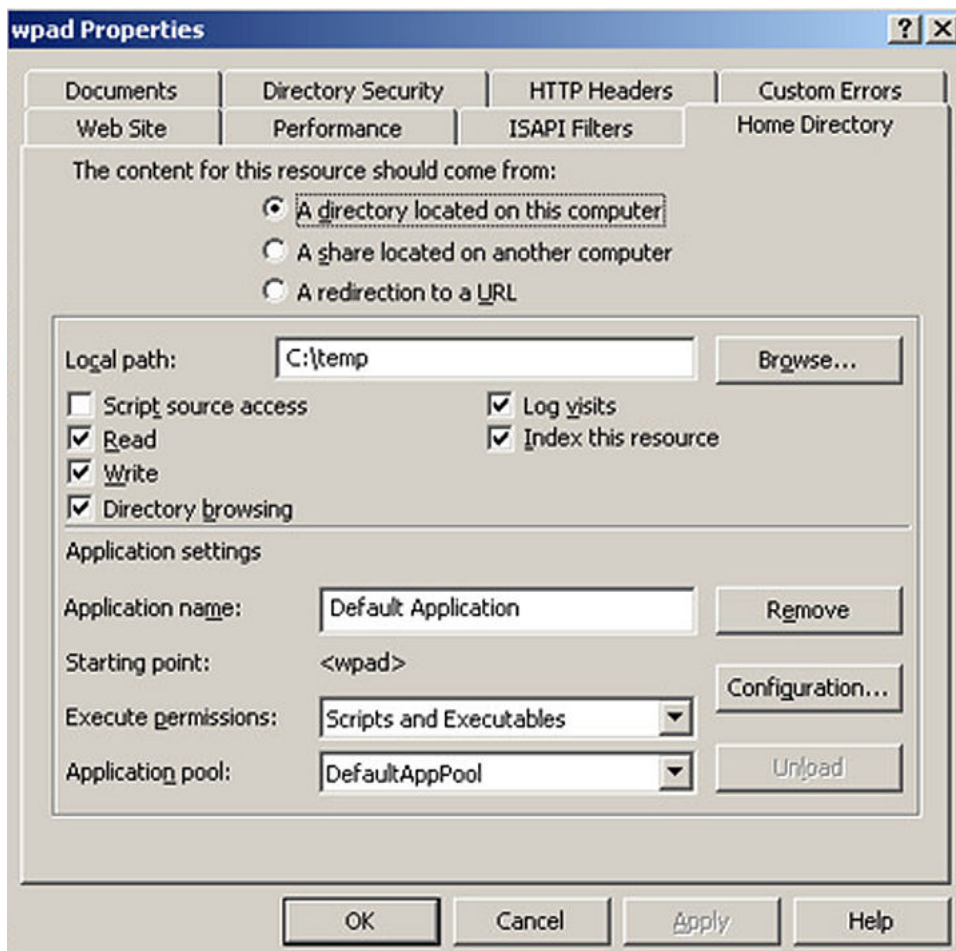 wpad Properties
Documents Directory Security HTTP Headers Custom Errors
Web Site Performance ISAPI Filters Home Directory
The content for this resource should come from:
A directory located on this computer
A share located on another computer
A redirection to a URL
Local path: C:\temp Browse...
Script source access Log visits
Read Index this resource
Write
Directory browsing
Application settings
Application name: Default Application Remove
Starting point: <wpad>
Configuration...
Execute permissions: Scripts and Executables
Application pool: DefaultAppPool Unload
OK Cancel Apply Help